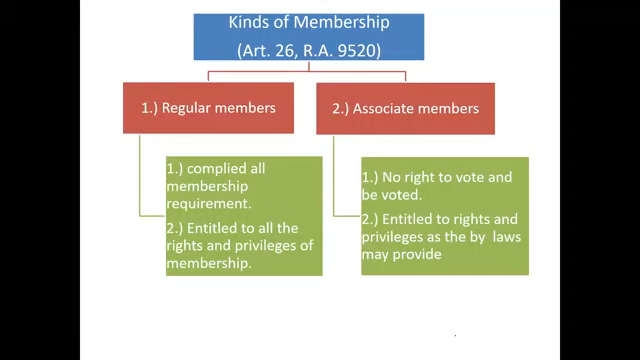 Kinds of Membership
(Art. 26, R.A. 9520)
1.) Regular members
2.) Associate members
1.) complied all
membership
requirement.
2.) Entitled to all the
rights and privileges of
membership.
1.) No right to vote and
be voted.
2.) Entitled to rights and
privileges as the by laws
may provide